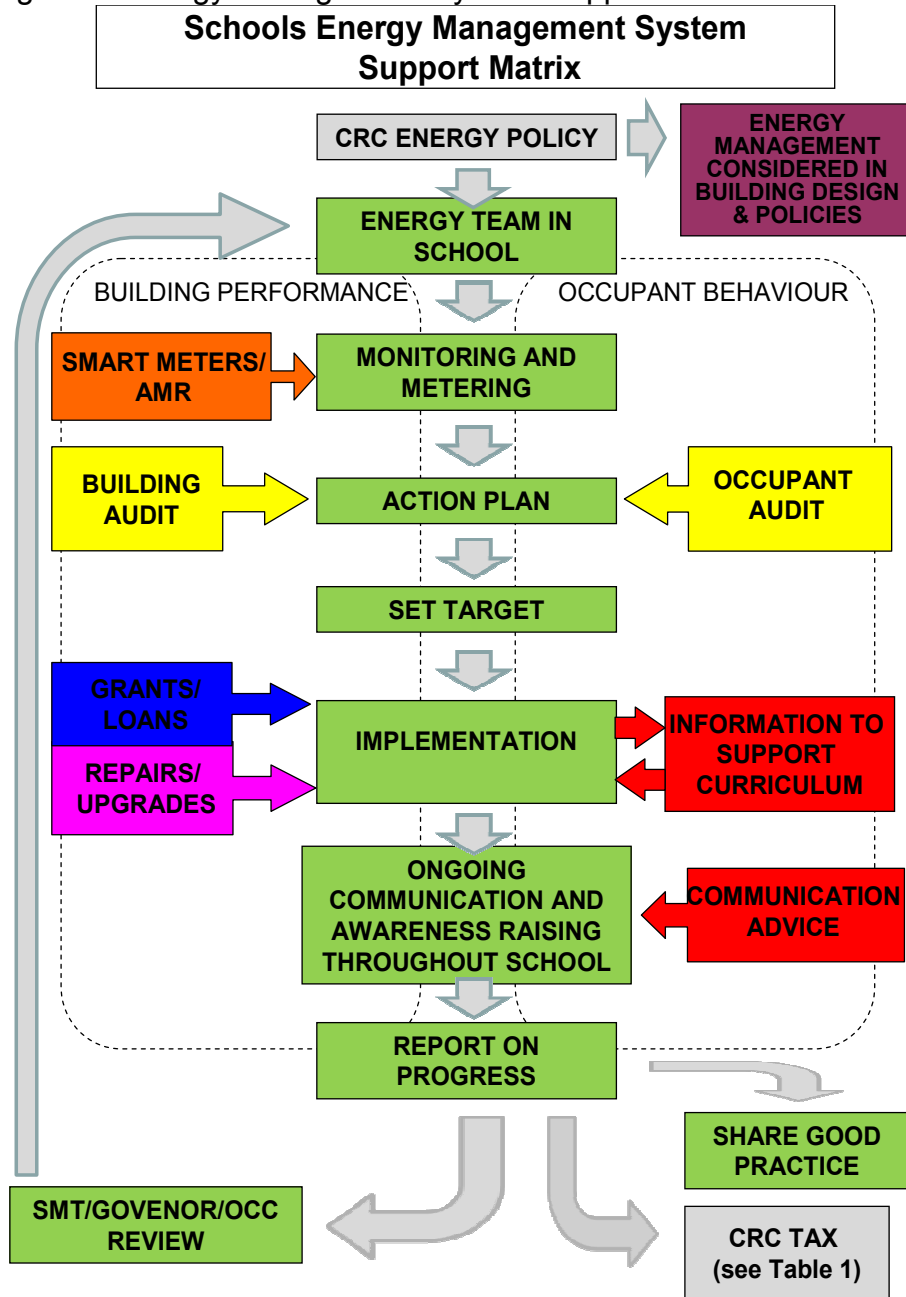 Schools Energy Management System
Support Matrix
CRC ENERGY POLICY
ENERGY
MANAGEMENT
CONSIDERED IN
BUILDING DESIGN
& POLICIES
ENERGY TEAM IN
SCHOOL
BUILDING PERFORMANCE
OCCUPANT BEHAVIOUR
SMART METERS/
AMR
MONITORING AND
METERING
BUILDING
AUDIT
ACTION PLAN
OCCUPANT
AUDIT
SET TARGET
GRANTS/
LOANS
REPAIRS/
UPGRADES
IMPLEMENTATION
INFORMATION TO
SUPPORT
CURRICULUM
ONGOING
COMMUNICATION AND
AWARENESS RAISING
THROUGHOUT SCHOOL
COMMUNICATION
ADVICE
REPORT ON
PROGRESS
SHARE GOOD
PRACTICE
SMT/GOVENOR/OCC
REVIEW
CRC TAX
(see Table 1)